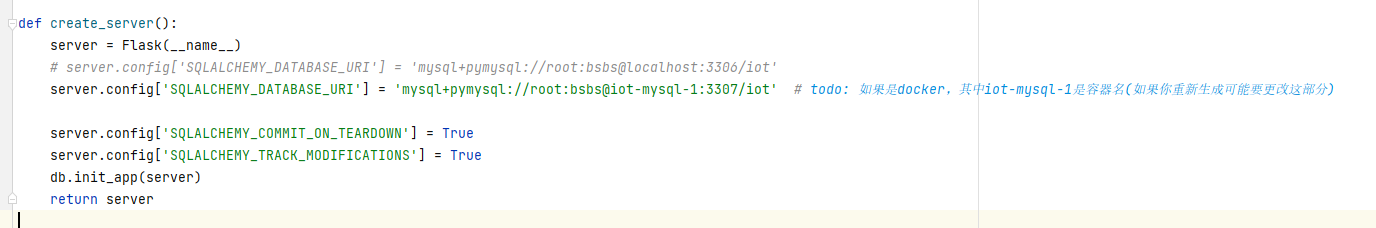 def create_server():
    server = Flask(__name__)
    # server.config['SQLALCHEMY_DATABASE_URI'] = 'mysql+pymysql://root:bsbs@localhost:3306/iot'
    server.config['SQLALCHEMY_DATABASE_URI'] = 'mysql+pymysql://root:bsbs@iot-mysql-1:3307/iot'  # todo: 如果是docker，其中iot-mysql-1是容器名(如果你重新生成可能要更改这部分)
    server.config['SQLALCHEMY_COMMIT_ON_TEARDOWN'] = True
    server.config['SQLALCHEMY_TRACK_MODIFICATIONS'] = True
    db.init_app(server)
    return server